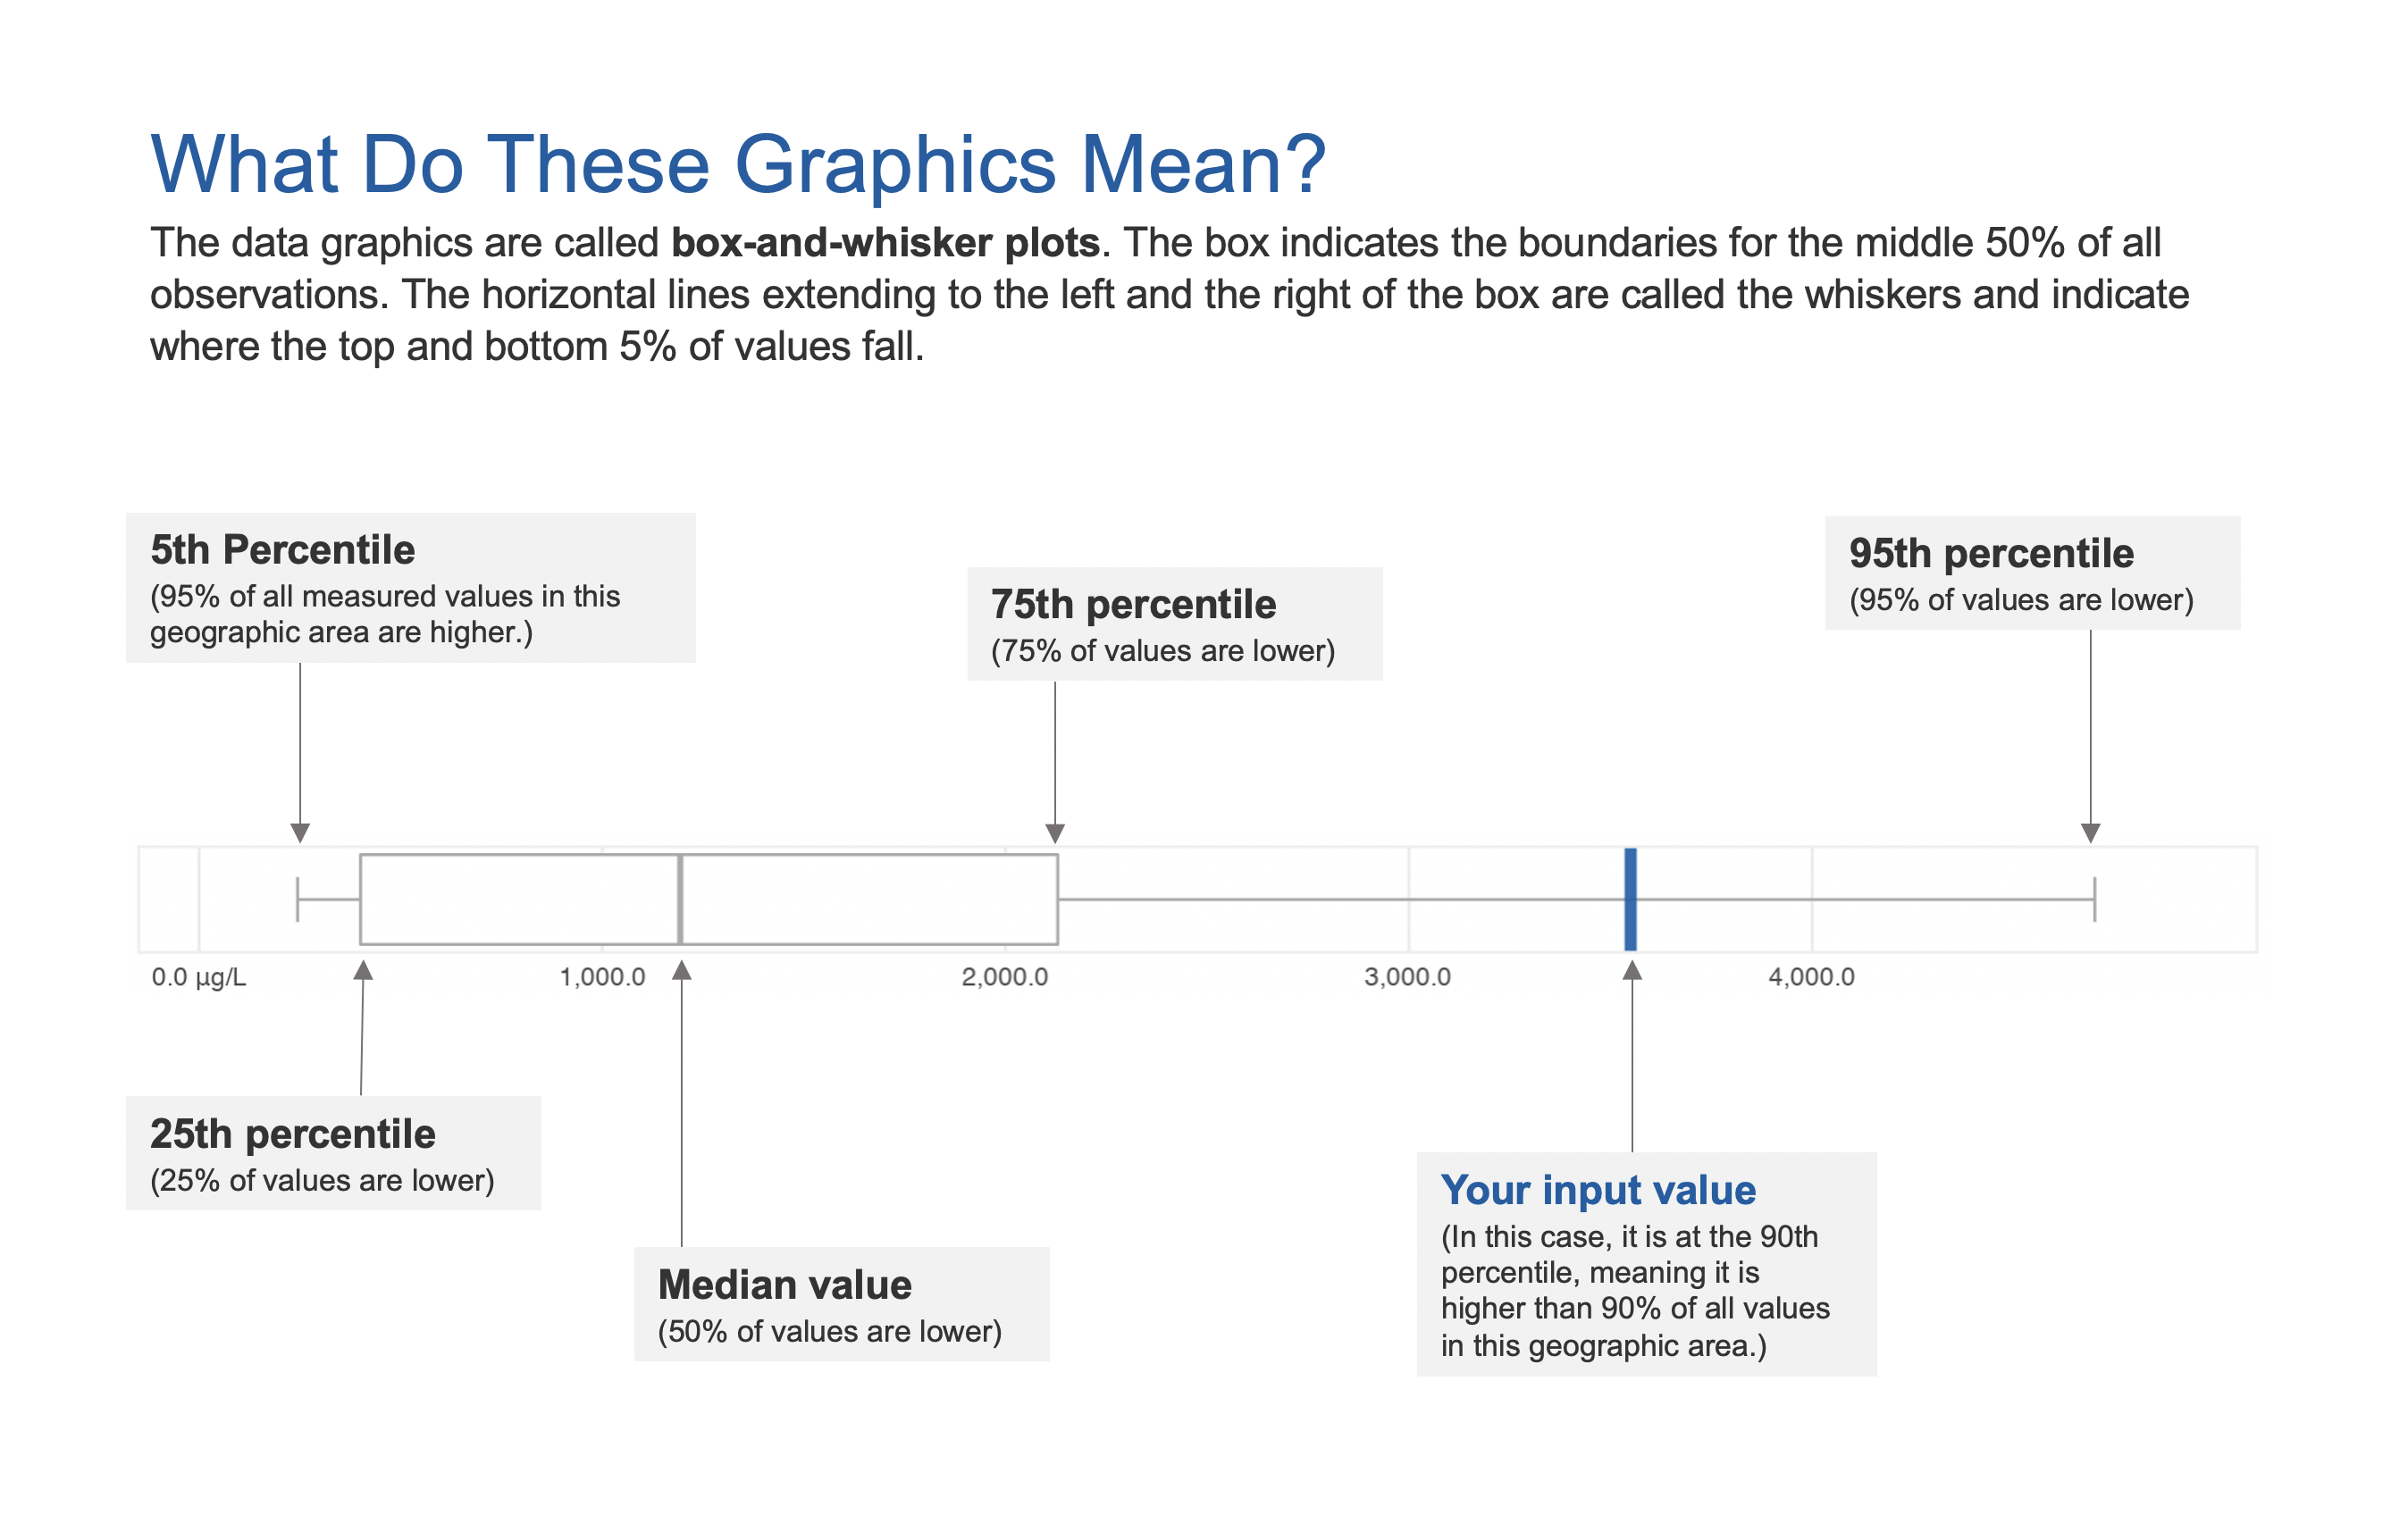 What Do These Graphics Mean?
The data graphics are called box-and-whisker plots. The box indicates the boundaries for the middle 50% of all
observations. The horizontal lines extending to the left and the right of the box are called the whiskers and indicate
where the top and bottom 5% of values fall.
5th Percentile
(95% of all measured values in this
geographic area are higher.)
75th percentile
(75% of values are lower)
95th percentile
(95% of values are lower)
0.0 µg/L
1,000.0
2,000.0
3,000.0
4,000.0
25th percentile
(25% of values are lower)
Median value
(50% of values are lower)
Your input value
(In this case, it is at the 90th
percentile, meaning it is
higher than 90% of all values
in this geographic area.)